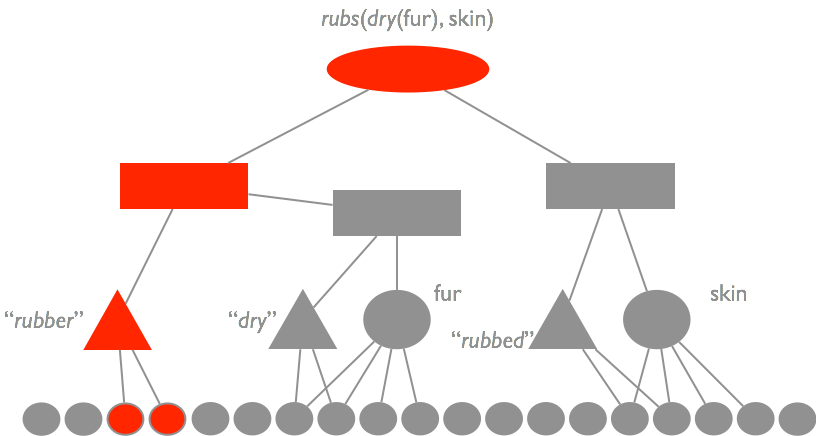 rubs(dry(fur), skin)
fur
skin
“rubber”
“dry”
“rubbed”